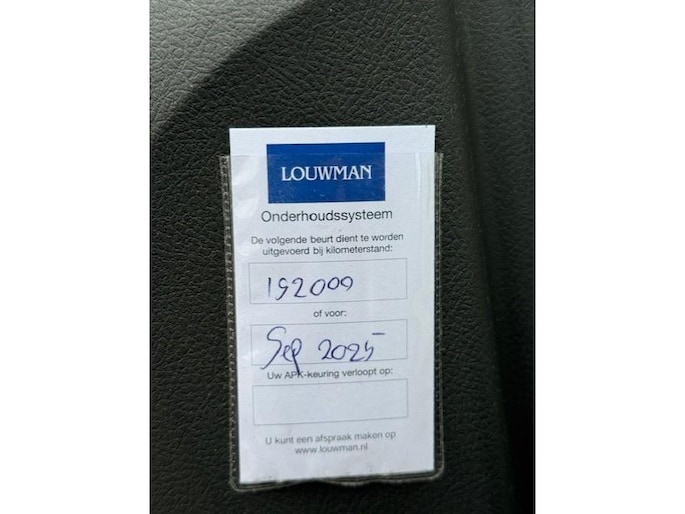 LOUWMAN
Onderhoudssysteem
De volgende beurt dient te worden
uitgevoerd bij kilometerstand:
192000
of voor:
Sep 2025
Uw APK-keuring verloopt op:
U kunt een afspraak maken op
www.louwman.nl